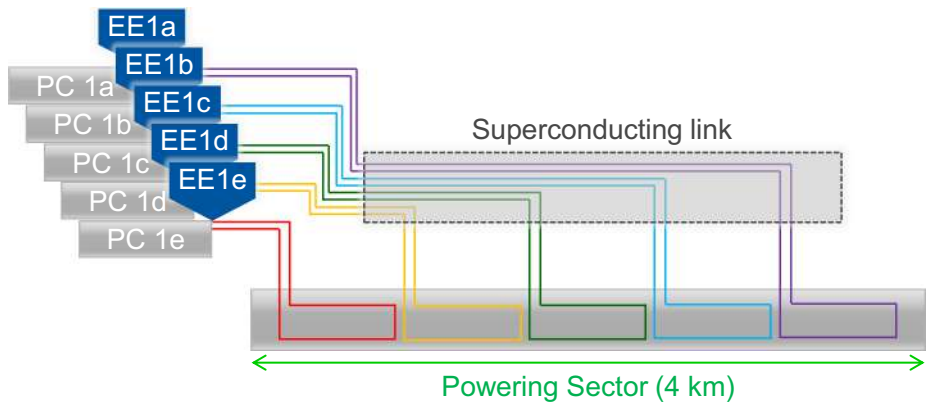 EE1a
EE1b
PC 1a
EE1c
PC 1b
Superconducting link
EE1d
PC 1c
EE1e
PC 1d
PC 1e
Powering Sector (4 km)